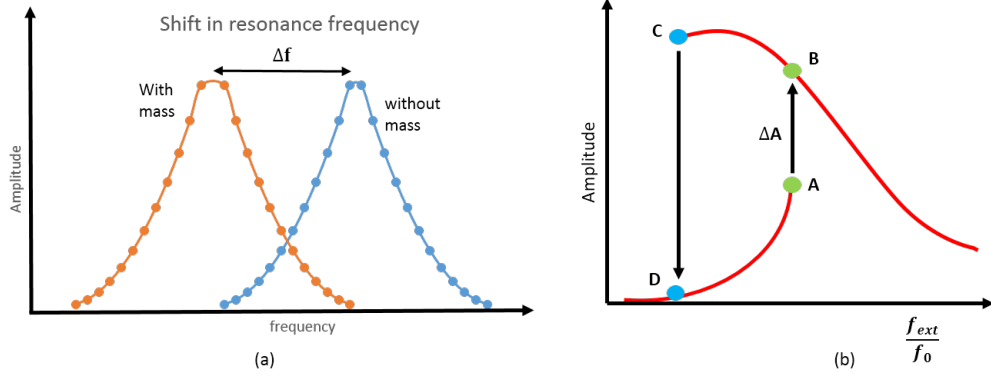 Shift in resonance frequency
Δf
With
mass
without
mass
Amplitude
frequency
(a)
C
B
ΔA
A
D
Amplitude
f_ext
f_0
(b)